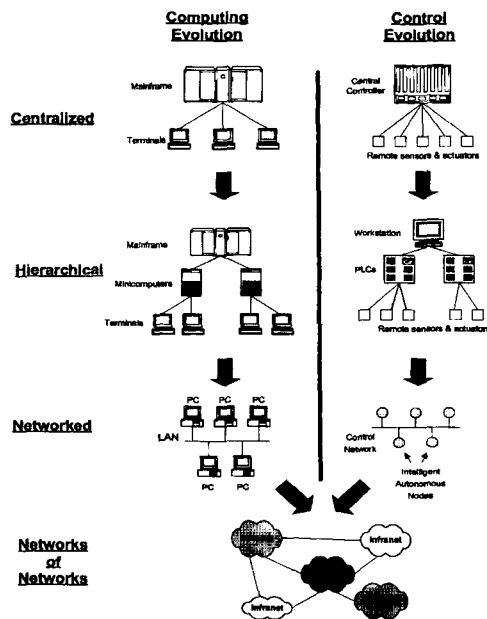 Computing
Evolution
Control
Evolution
Centralized
Mainframe
Terminals
Central
Controller
Remote sensors & actuators
Hierarchical
Mainframe
Minicomputers
Terminals
Workstation
PLCs
Remote sensors & actuators
Networked
PC PC PC
LAN
PC PC
Control
Network
Intelligent
Autonomous
Nodes
Networks
of
Networks
Infranet
Infranet